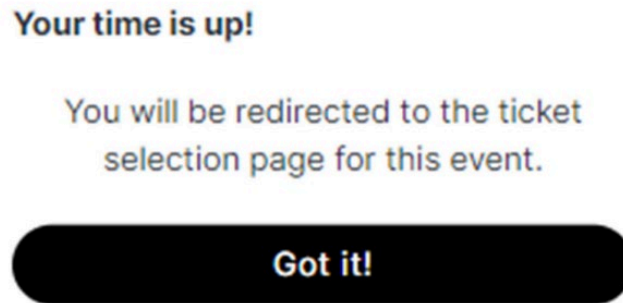 Your time is up!
You will be redirected to the ticket
selection page for this event.
Got it!